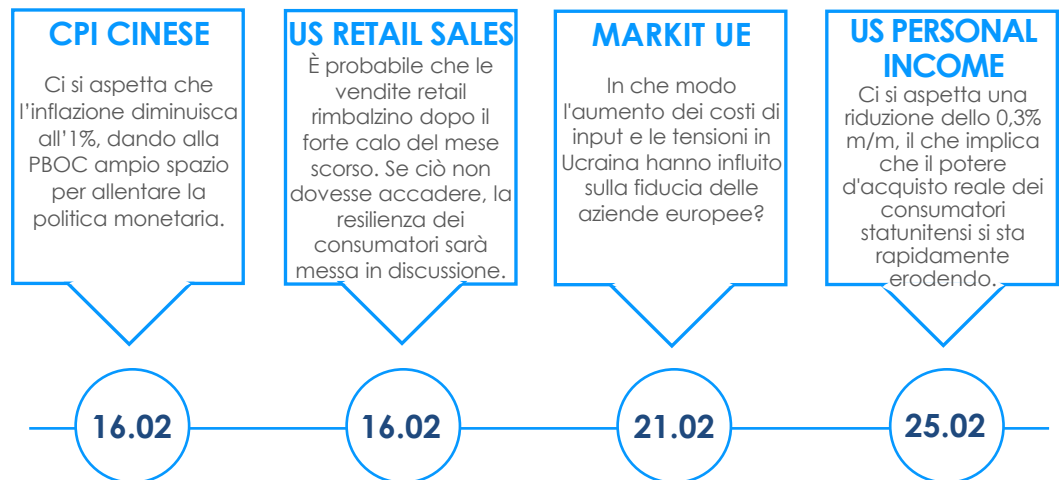 CPI CINESE
Ci si aspetta che
l’inflazione diminuisca
all’1%, dando alla
PBOC ampio spazio
per allentare la
politica monetaria.
US RETAIL SALES
È probabile che le
vendite retail
rimbalzino dopo il
forte calo del mese
scorso. Se ciò non
dovesse accadere, la
resilienza dei
consumatori sarà
messa in discussione.
MARKIT UE
In che modo
l'aumento dei costi di
input e le tensioni in
Ucraina hanno influito
sulla fiducia delle
aziende europee?
US PERSONAL
INCOME
Ci si aspetta una
riduzione dello 0,3%
m/m, il che implica
che il potere
d'acquisto reale dei
consumatori
statunitensi si sta
rapidamente
erodendo.
16.02
16.02
21.02
25.02